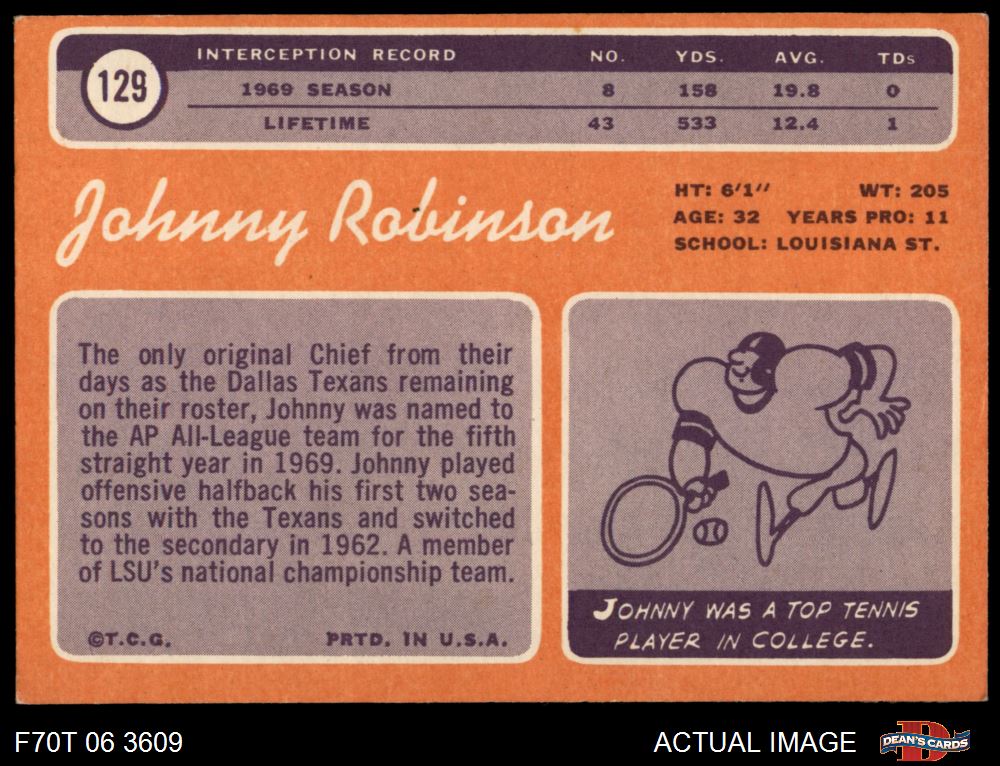 129
INTERCEPTION RECORD NO. YDS. AVG. TDs
1969 SEASON 8 158 19.8 0
LIFETIME 43 533 12.4 1
Johnny Robinson
HT: 6'1" WT: 205
AGE: 32 YEARS PRO: 11
SCHOOL: LOUISIANA ST.
The only original Chief from their
days as the Dallas Texans remaining
on their roster, Johnny was named to
the AP All-League team for the fifth
straight year in 1969. Johnny played
offensive halfback his first two sea-
sons with the Texans and switched
to the secondary in 1962. A member
of LSU's national championship team.
©T.C.G. PRTD. IN U.S.A.
JOHNNY WAS A TOP TENNIS
PLAYER IN COLLEGE.
F70T 06 3609
ACTUAL IMAGE
D
DEAN'S CARDS